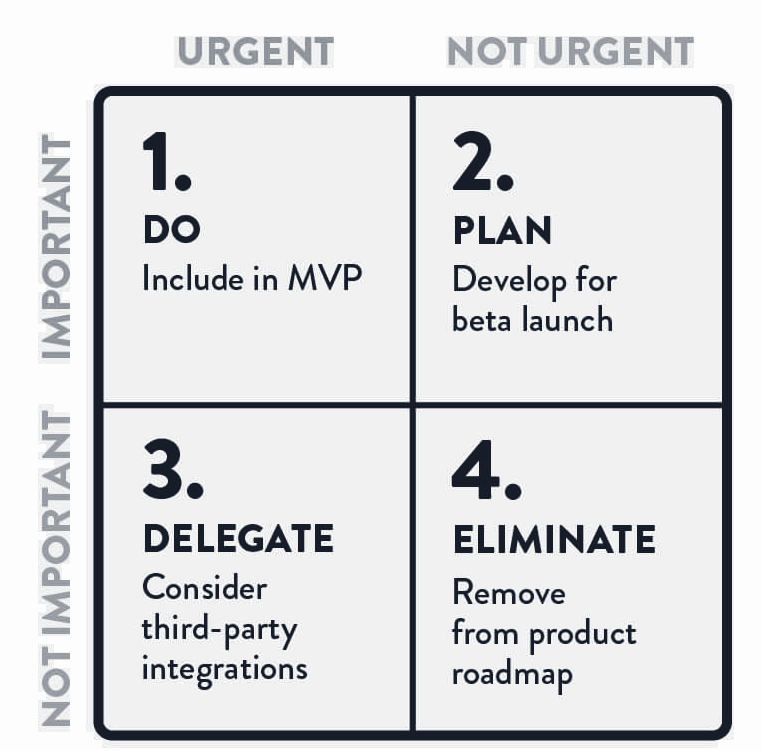 URGENT
NOT URGENT
IMPORTANT
1.
DO
Include in MVP
2.
PLAN
Develop for
beta launch
NOT IMPORTANT
3.
DELEGATE
Consider
third-party
integrations
4.
ELIMINATE
Remove
from product
roadmap